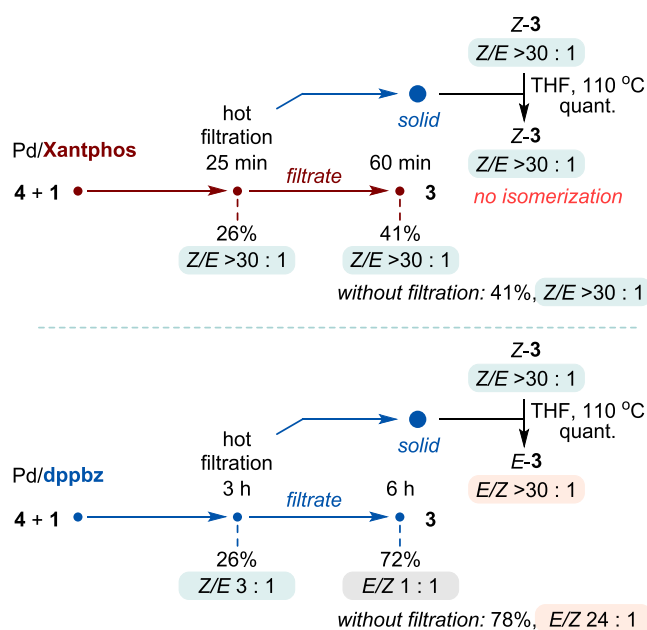 Z-3
Z/E >30 : 1
THF, 110 °C
quant.
hot
filtration
solid
Z-3
Pd/Xantphos
25 min
filtrate
60 min
Z/E >30 : 1
4 + 1
3
no isomerization
26%
41%
Z/E >30 : 1
Z/E >30 : 1
without filtration: 41%, Z/E >30 : 1
Z-3
Z/E >30 : 1
THF, 110 °C
quant.
hot
filtration
solid
E-3
Pd/dppbz
3 h
filtrate
6 h
E/Z >30 : 1
4 + 1
3
26%
72%
Z/E 3 : 1
E/Z 1 : 1
without filtration: 78%, E/Z 24 : 1